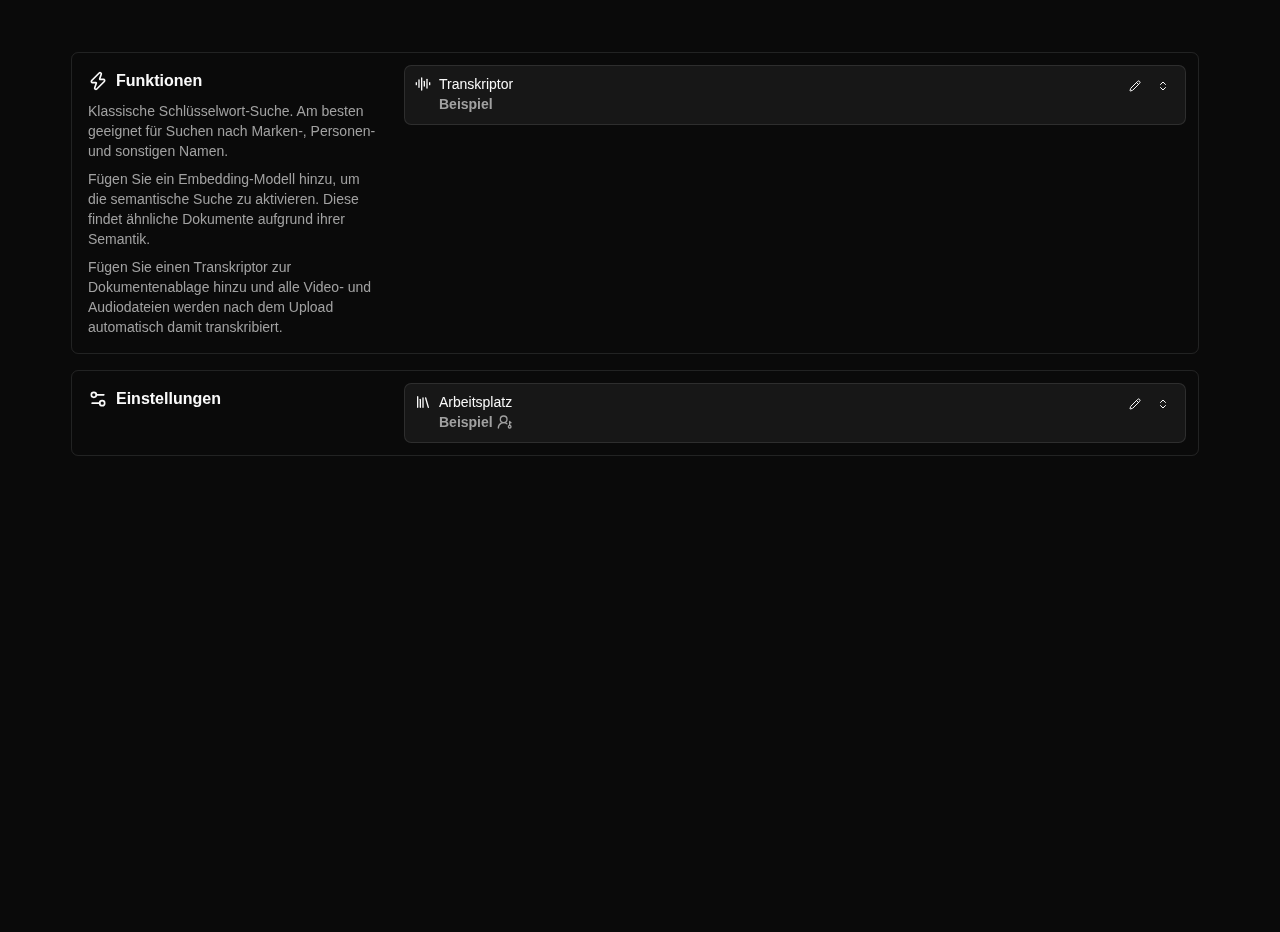 Funktionen
Klassische Schlüsselwort-Suche. Am besten
geeignet für Suchen nach Marken-, Personen-
und sonstigen Namen.
Fügen Sie ein Embedding-Modell hinzu, um
die semantische Suche zu aktivieren. Diese
findet ähnliche Dokumente aufgrund ihrer
Semantik.
Fügen Sie einen Transkriptor zur
Dokumentenablage hinzu und alle Video- und
Audiodateien werden nach dem Upload
automatisch damit transkribiert.
Transkriptor
Beispiel
Einstellungen
Arbeitsplatz
Beispiel